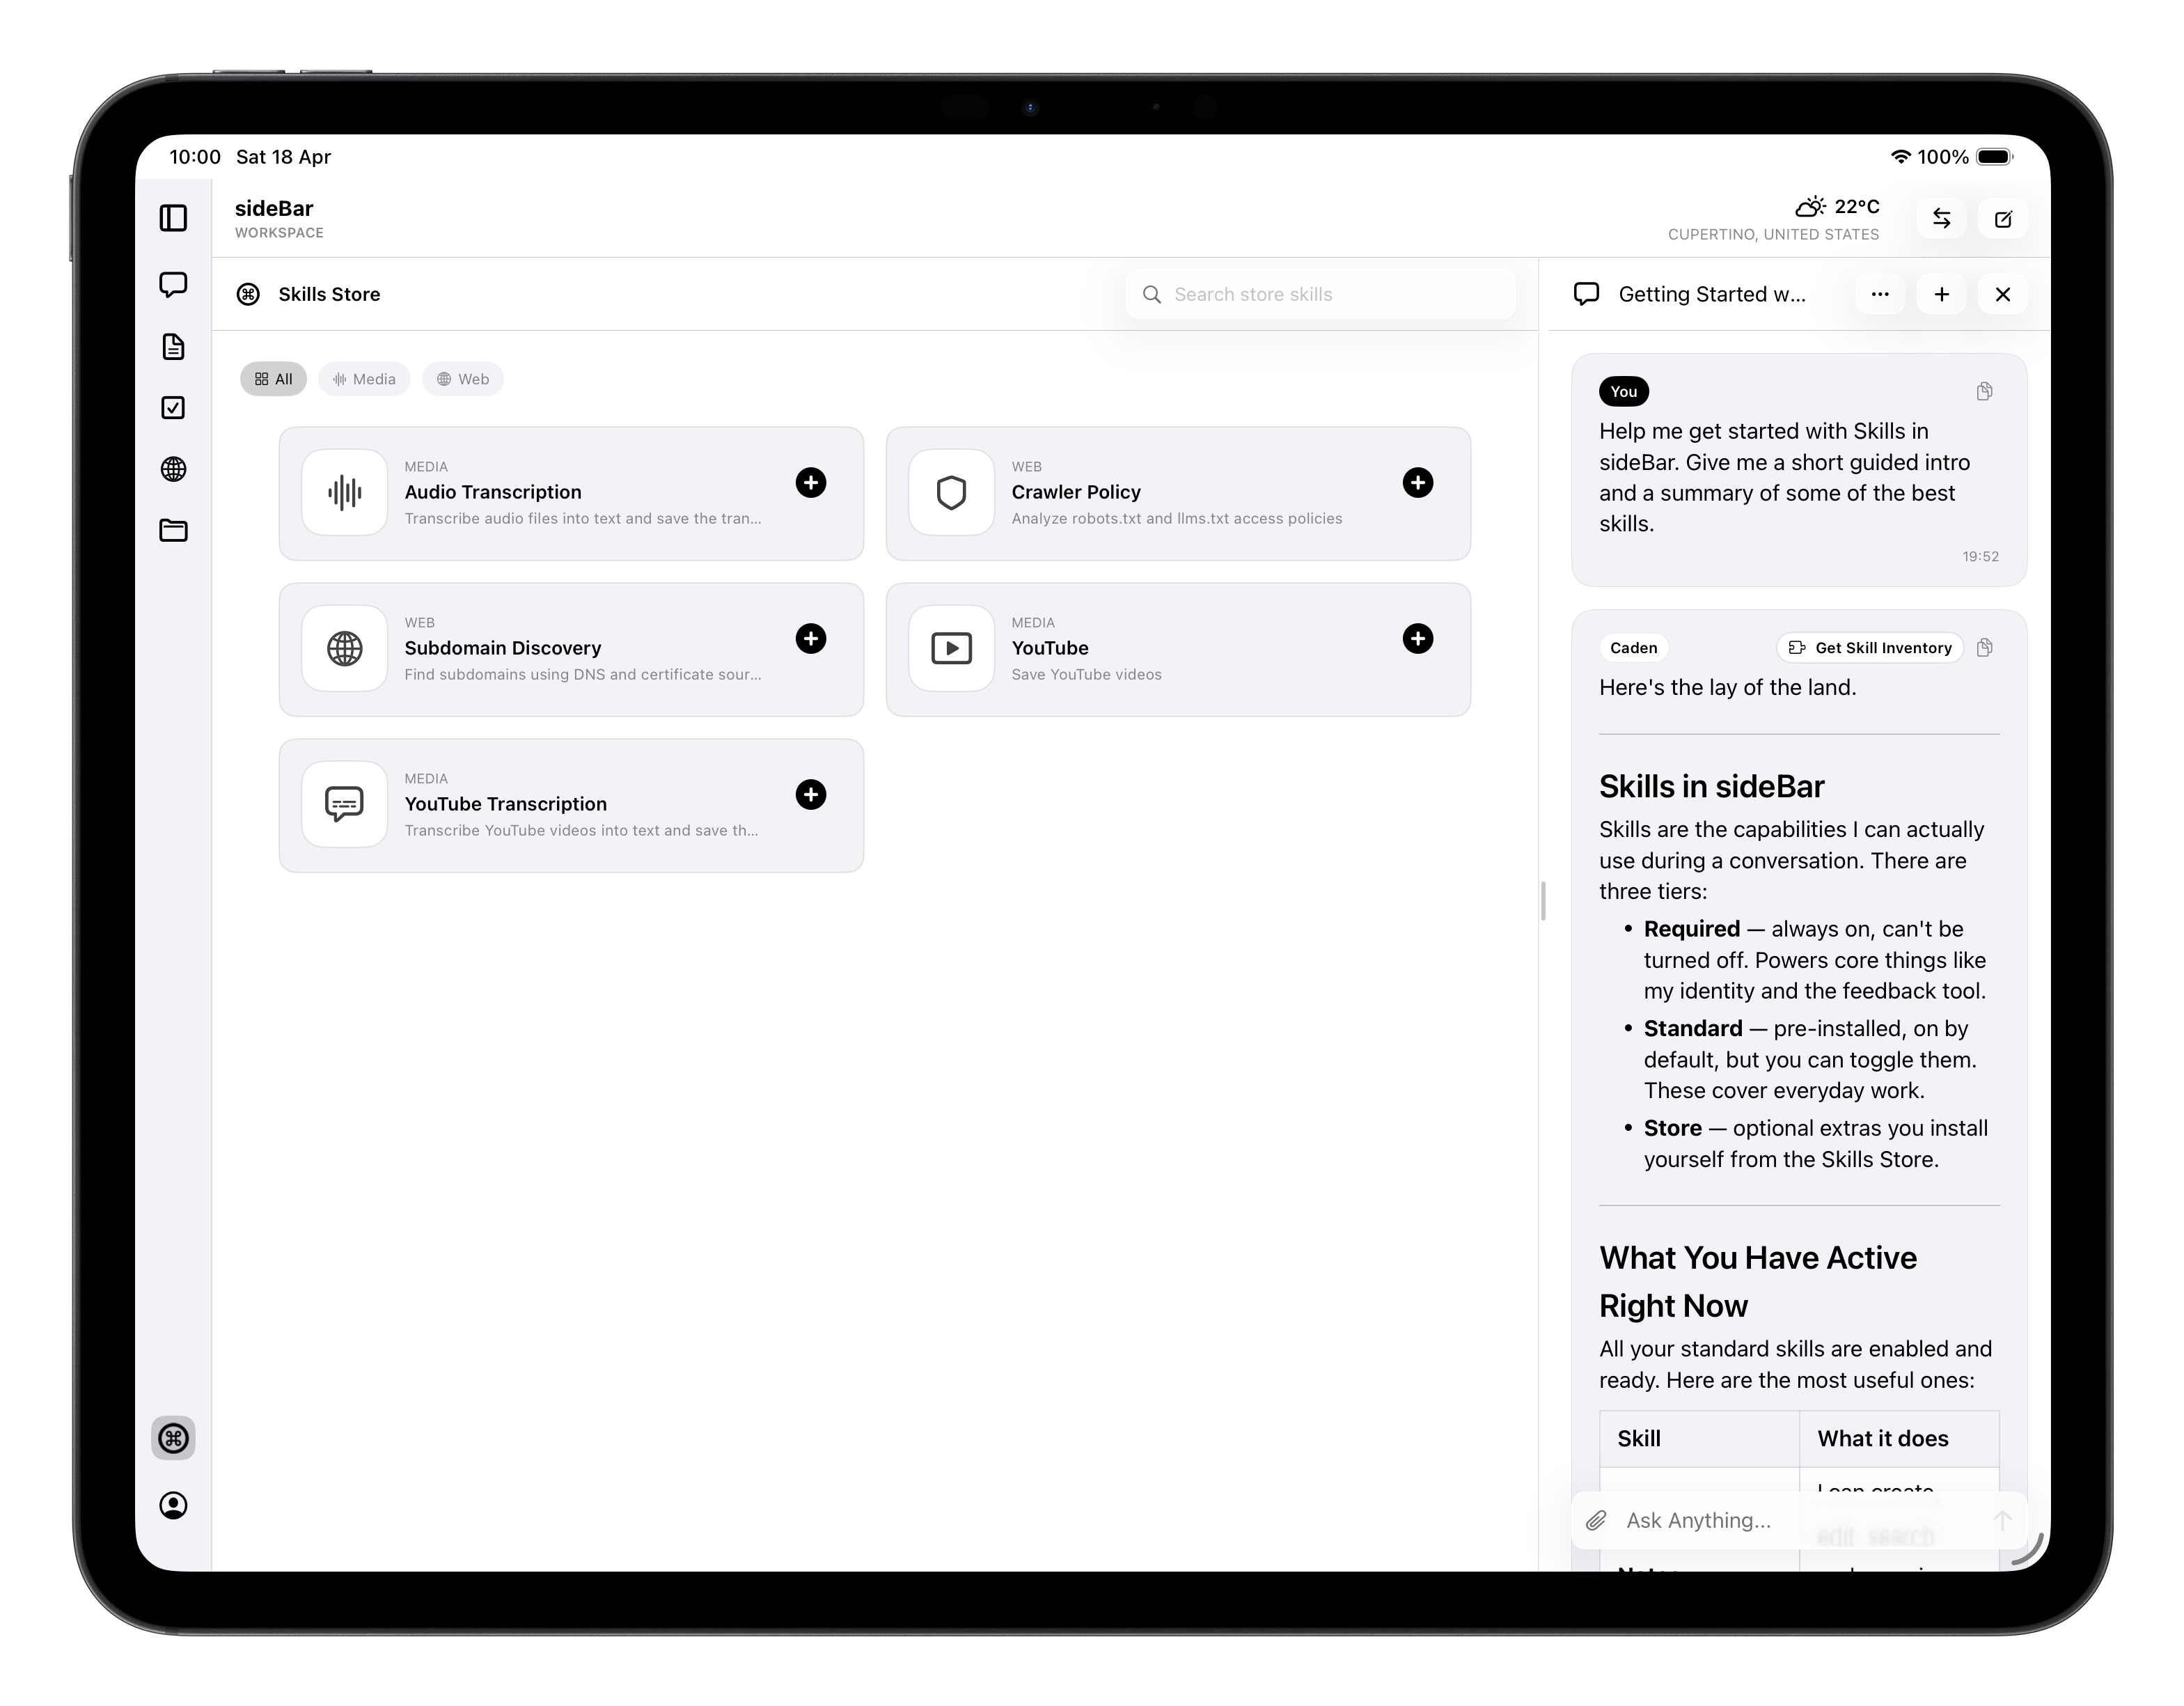 10:00 Sat 18 Apr
100%
sideBar
WORKSPACE
22°C
CUPERTINO, UNITED STATES
Skills Store
Search store skills
All
Media
Web
MEDIA
Audio Transcription
Transcribe audio files into text and save the tran...
WEB
Crawler Policy
Analyze robots.txt and llms.txt access policies
WEB
Subdomain Discovery
Find subdomains using DNS and certificate sour...
MEDIA
YouTube
Save YouTube videos
MEDIA
YouTube Transcription
Transcribe YouTube videos into text and save th...
Getting Started w...
You
Help me get started with Skills in
sideBar. Give me a short guided intro
and a summary of some of the best
skills.
19:52
Caden
Get Skill Inventory
Here's the lay of the land.
Skills in sideBar
Skills are the capabilities I can actually
use during a conversation. There are
three tiers:
• Required — always on, can't be
turned off. Powers core things like
my identity and the feedback tool.
• Standard — pre-installed, on by
default, but you can toggle them.
These cover everyday work.
• Store — optional extras you install
yourself from the Skills Store.
What You Have Active
Right Now
All your standard skills are enabled and
ready. Here are the most useful ones:
Skill
What it does
I can create
edit search
Ask Anything...